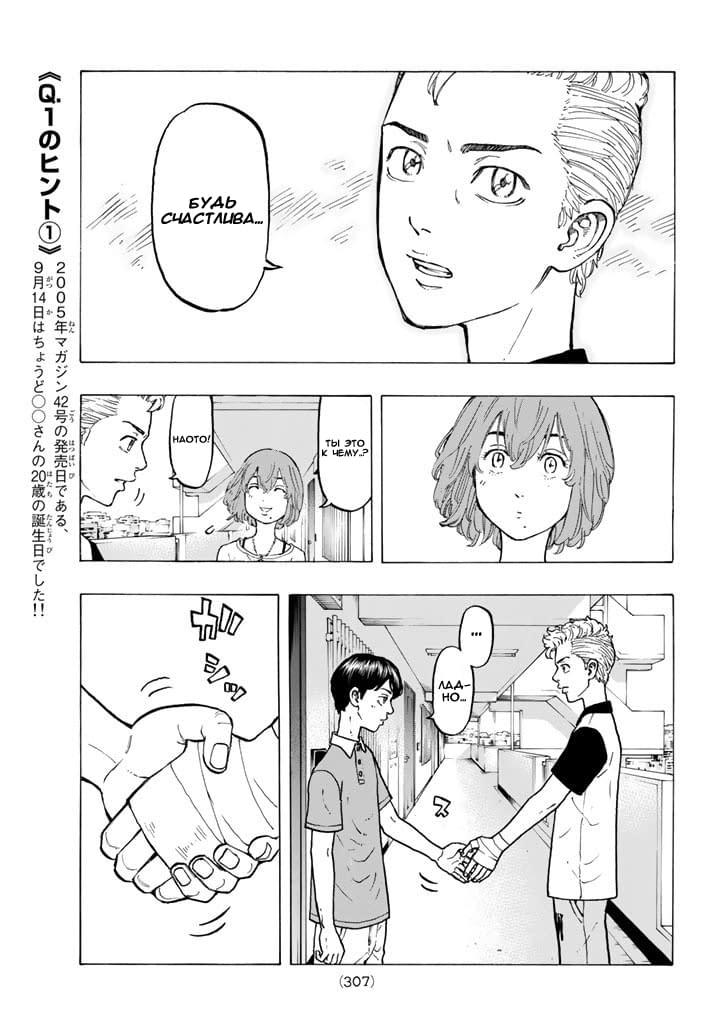 《Q.1のヒント①》
2005年マガジン42号の発売日である、
9月14日はちょうど○○さんの20歳の誕生日でした!!
БУДЬ
СЧАСТЛИВА...
ТЫ ЭТО
К ЧЕМУ..?
НАОТО!
...
ЛАД-
НО...
ス
ガ
シッ
(307)